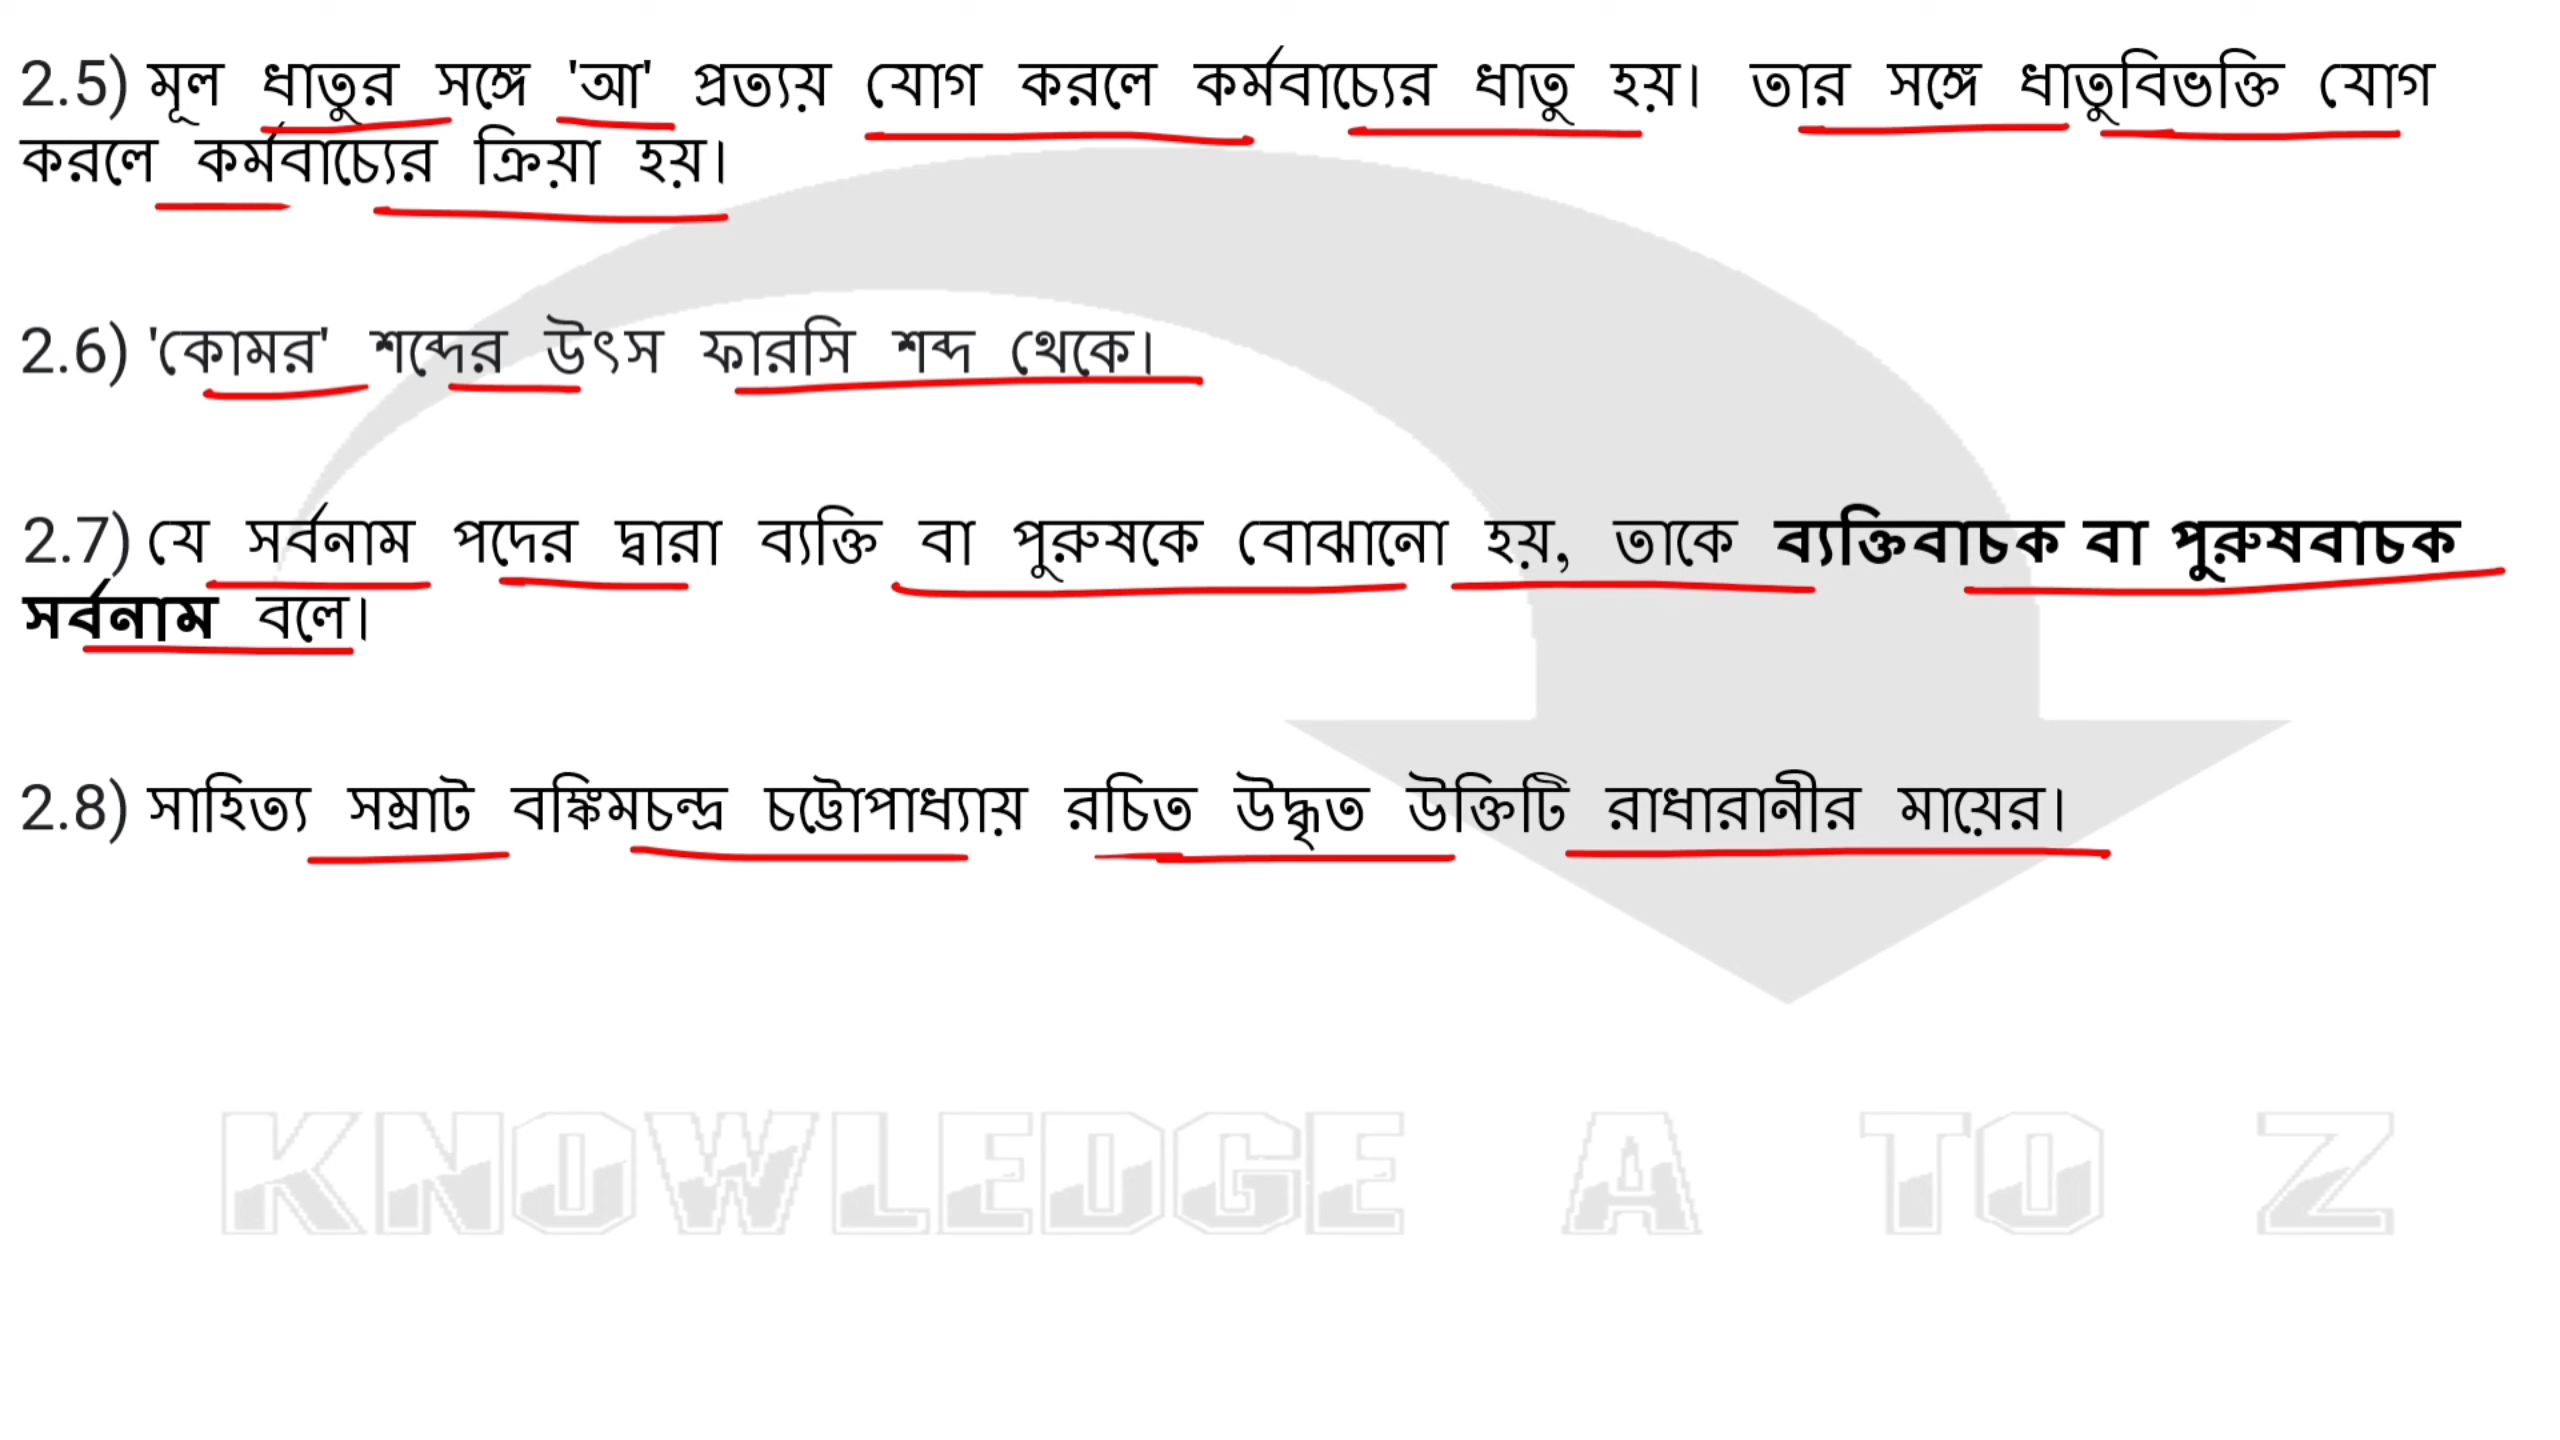 2.5) মূল ধাতুর সঙ্গে 'আ' প্রত্যয় যোগ করলে কর্মবাচ্যের ধাতু হয়। তার সঙ্গে ধাতুবিভক্তি যোগ
করলে কর্মবাচ্যের ক্রিয়া হয়।
2.6) 'কোমর' শব্দের উৎস ফারসি শব্দ থেকে।
2.7) যে সর্বনাম পদের দ্বারা ব্যক্তি বা পুরুষকে বোঝানো হয়, তাকে ব্যক্তিবাচক বা পুরুষবাচক
সর্বনাম বলে।
2.8) সাহিত্য সম্রাট বঙ্কিমচন্দ্র চট্টোপাধ্যায় রচিত উদ্ধৃত উক্তিটি রাধারানীর মায়ের।
KNOWLEDGE A TO Z